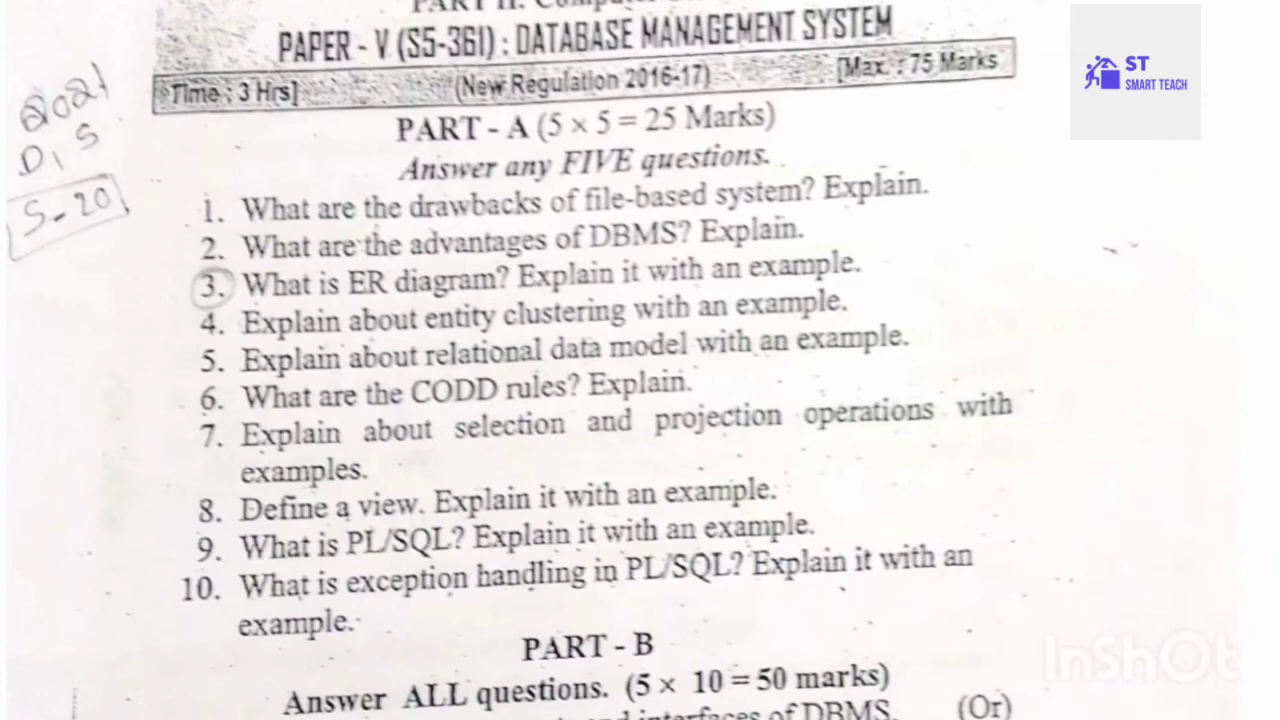 PAPER - V (S5-361) : DATABASE MANAGEMENT SYSTEM
Time : 3 Hrs] (New Regulation 2016-17) [Max. : 75 Marks
PART - A (5 × 5 = 25 Marks)
Answer any FIVE questions.
1. What are the drawbacks of file-based system? Explain.
2. What are the advantages of DBMS? Explain.
3. What is ER diagram? Explain it with an example.
4. Explain about entity clustering with an example.
5. Explain about relational data model with an example.
6. What are the CODD rules? Explain.
7. Explain about selection and projection operations with
examples.
8. Define a view. Explain it with an example.
9. What is PL/SQL? Explain it with an example.
10. What is exception handling in PL/SQL? Explain it with an
example.
PART - B
Answer ALL questions. (5 × 10 = 50 marks)
and interfaces of DBMS. (Or)
2021
D, S
S-20
ST
SMART TEACH
InShOt